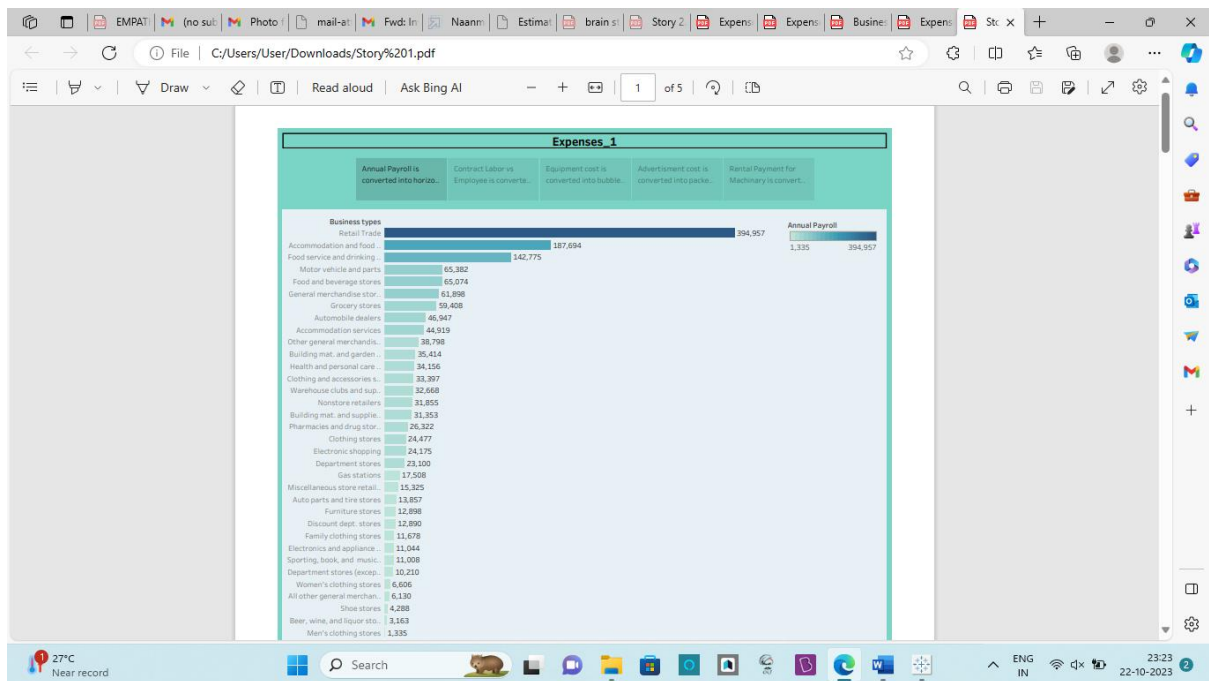 EMPATI
(no sub
Photo f
mail-at
Fwd: In
Naanm
Estimat
brain st
Story 2
Expens
Expens
Busines
Expens
Stc
File
C:/Users/User/Downloads/Story%201.pdf
Draw
Read aloud
Ask Bing AI
1
of 5
Expenses_1
Annual Payroll is
converted into horizo..
Contract Labor vs
Employee is converte..
Equipment cost is
converted into bubble..
Advertisment cost is
converted into packe..
Rental Payment for
Machinary is convert..
Business types
Retail Trade 394,957
Accommodation and food .. 187,694
Food service and drinking .. 142,775
Motor vehicle and parts 65,382
Food and beverage stores 65,074
General merchandise stor.. 61,898
Grocery stores 59,408
Automobile dealers 46,947
Accommodation services 44,919
Other general merchandis.. 38,798
Building mat. and garden .. 35,414
Health and personal care .. 34,156
Clothing and accessories s.. 33,397
Warehouse clubs and sup.. 32,668
Nonstore retailers 31,855
Building mat. and supplie.. 31,353
Pharmacies and drug stor.. 26,322
Clothing stores 24,477
Electronic shopping 24,175
Department stores 23,100
Gas stations 17,508
Miscellaneous store retail.. 15,325
Auto parts and tire stores 13,857
Furniture stores 12,898
Discount dept. stores 12,890
Family clothing stores 11,678
Electronics and appliance .. 11,044
Sporting, book, and music.. 11,008
Department stores (excep.. 10,210
Women's clothing stores 6,606
All other general merchan.. 6,130
Shoe stores 4,288
Beer, wine, and liquor sto.. 3,163
Men's clothing stores 1,335
Annual Payroll
1,335 394,957
1
27°C
Near record
Search
ENG
IN
23:23
22-10-2023
2